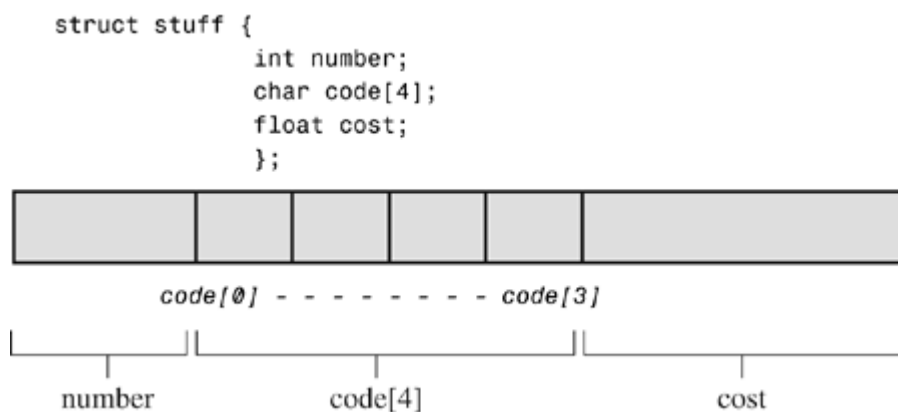 struct stuff {
int number;
char code[4];
float cost;
};
code[0] - - - - - - - - code[3]
number code[4] cost